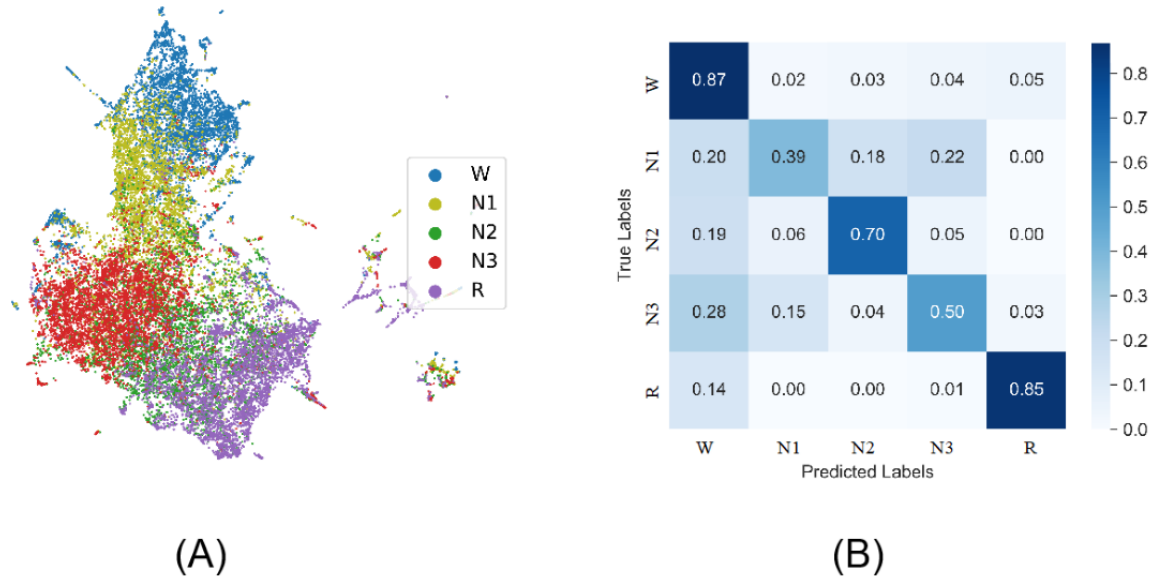 W
N1
N2
N3
R
(A)
True Labels
W 0.87 0.02 0.03 0.04 0.05
N1 0.20 0.39 0.18 0.22 0.00
N2 0.19 0.06 0.70 0.05 0.00
N3 0.28 0.15 0.04 0.50 0.03
R 0.14 0.00 0.00 0.01 0.85
W N1 N2 N3 R
Predicted Labels
0.8
0.7
0.6
0.5
0.4
0.3
0.2
0.1
0.0
(B)